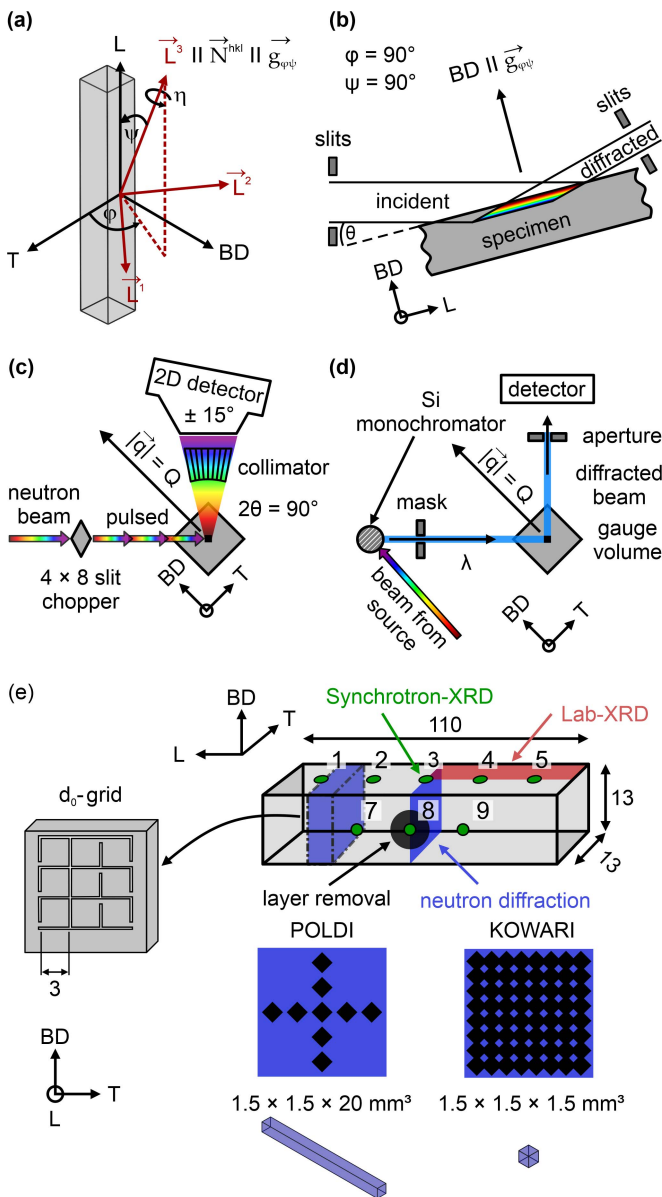 (a)
L
L³ || N^hkl || g_φψ
η
ψ
L²
φ
T
BD
L¹
(b)
φ = 90°
ψ = 90°
BD || g_φψ
slits
slits
incident
diffracted
θ
specimen
BD
L
(c)
2D detector
± 15°
|q| = Q
collimator
neutron
beam
pulsed
2θ = 90°
4 × 8 slit
chopper
BD
T
(d)
detector
Si
monochromator
aperture
|q| = Q
mask
diffracted
beam
gauge
volume
λ
beam from
source
BD
T
(e)
BD
T
L
Synchrotron-XRD
Lab-XRD
110
1
2
3
4
5
7
8
9
13
13
d₀-grid
3
layer removal
neutron diffraction
POLDI
KOWARI
BD
T
L
1.5 × 1.5 × 20 mm³
1.5 × 1.5 × 1.5 mm³